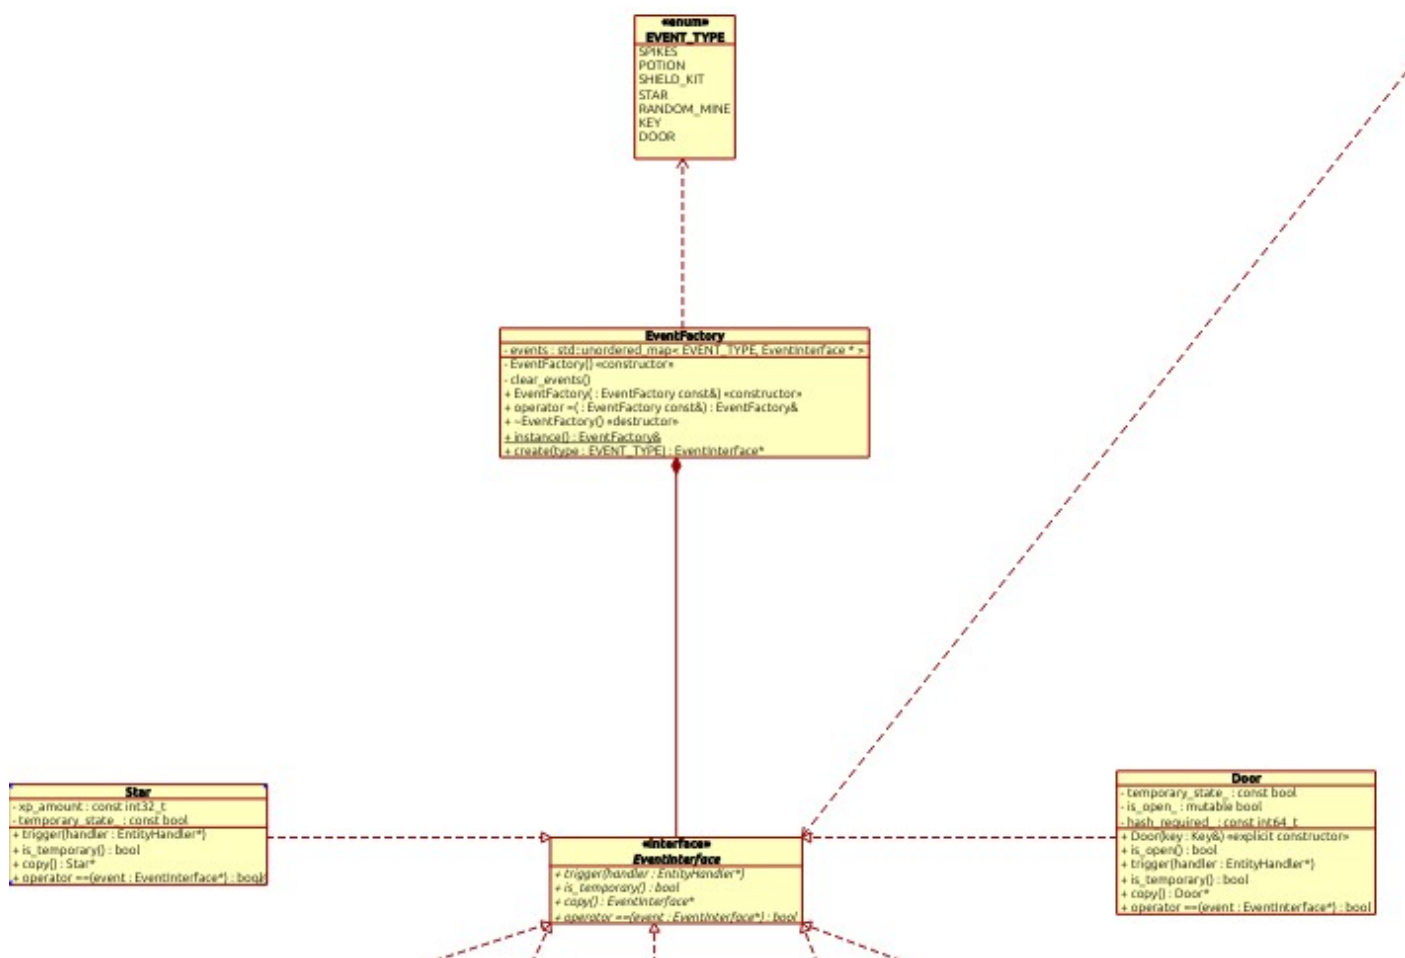 «enum»
EVENT_TYPE
SPIKES
POTION
SHIELD_KIT
STAR
RANDOM_MINE
KEY
DOOR
EventFactory
- events : std::unordered_map< EVENT_TYPE, EventInterface * >
- EventFactory() «constructor»
- clear_events()
+ EventFactory( : EventFactory const&) «constructor»
+ operator =( : EventFactory const&) : EventFactory&
+ ~EventFactory() «destructor»
+ instance() : EventFactory&
+ create(type : EVENT_TYPE) : EventInterface*
Star
- xp_amount : const int32_t
- temporary_state_ : const bool
+ trigger(handler : EntityHandler*)
+ is_temporary() : bool
+ copy() : Star*
+ operator ==(event : EventInterface*) : bool
«interface»
EventInterface
+ trigger(handler : EntityHandler*)
+ is_temporary() : bool
+ copy() : EventInterface*
+ operator ==(event : EventInterface*) : bool
Door
- temporary_state_ : const bool
- is_open_ : mutable bool
- hash_required_ : const int64_t
+ Door(key : Key&) «explicit constructor»
+ is_open() : bool
+ trigger(handler : EntityHandler*)
+ is_temporary() : bool
+ copy() : Door*
+ operator ==(event : EventInterface*) : bool